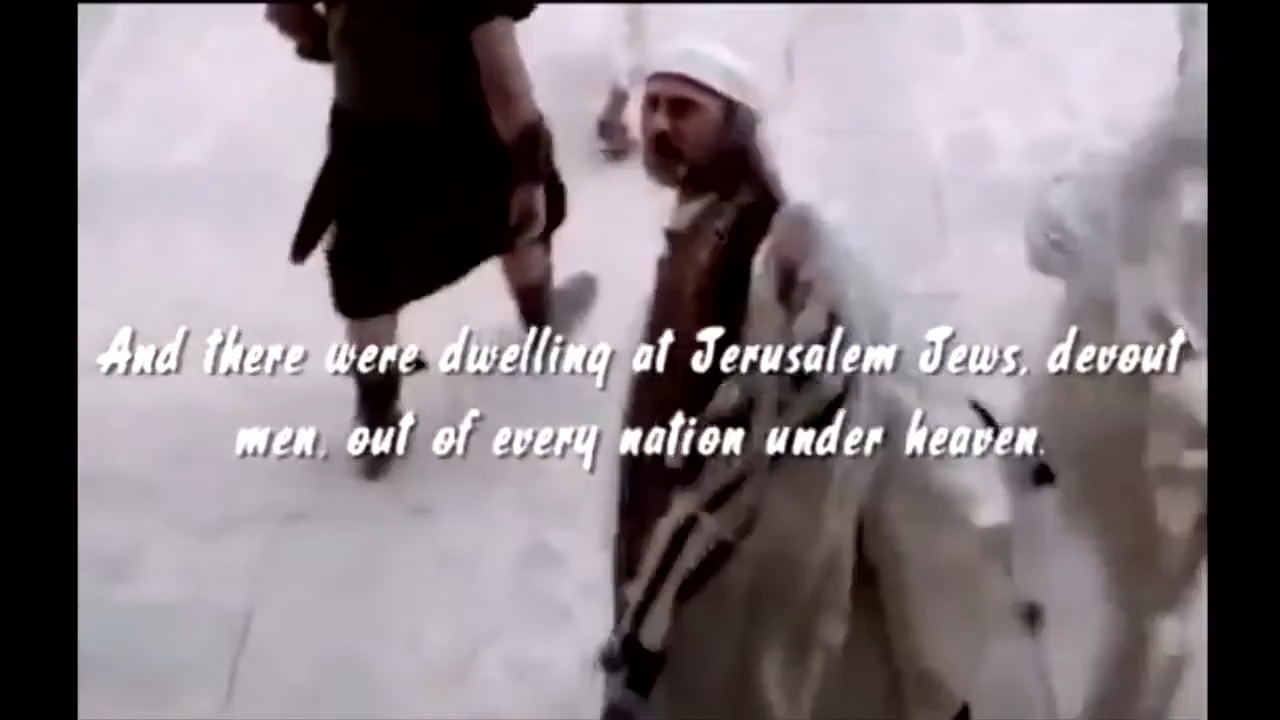 And there were dwelling at Jerusalem Jews, devout
men, out of every nation under heaven.